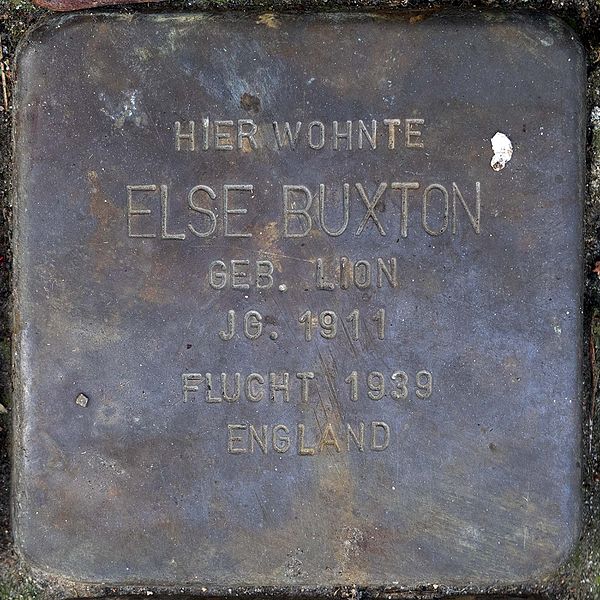 HIER WOHNTE
ELSE BUXTON
GEB. LION
JG. 1911
FLUCHT 1939
ENGLAND